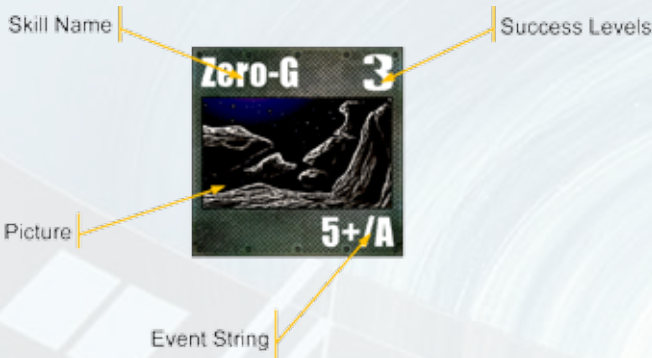 Skill Name
Success Levels
Zero-G 3
Picture
5+/A
Event String